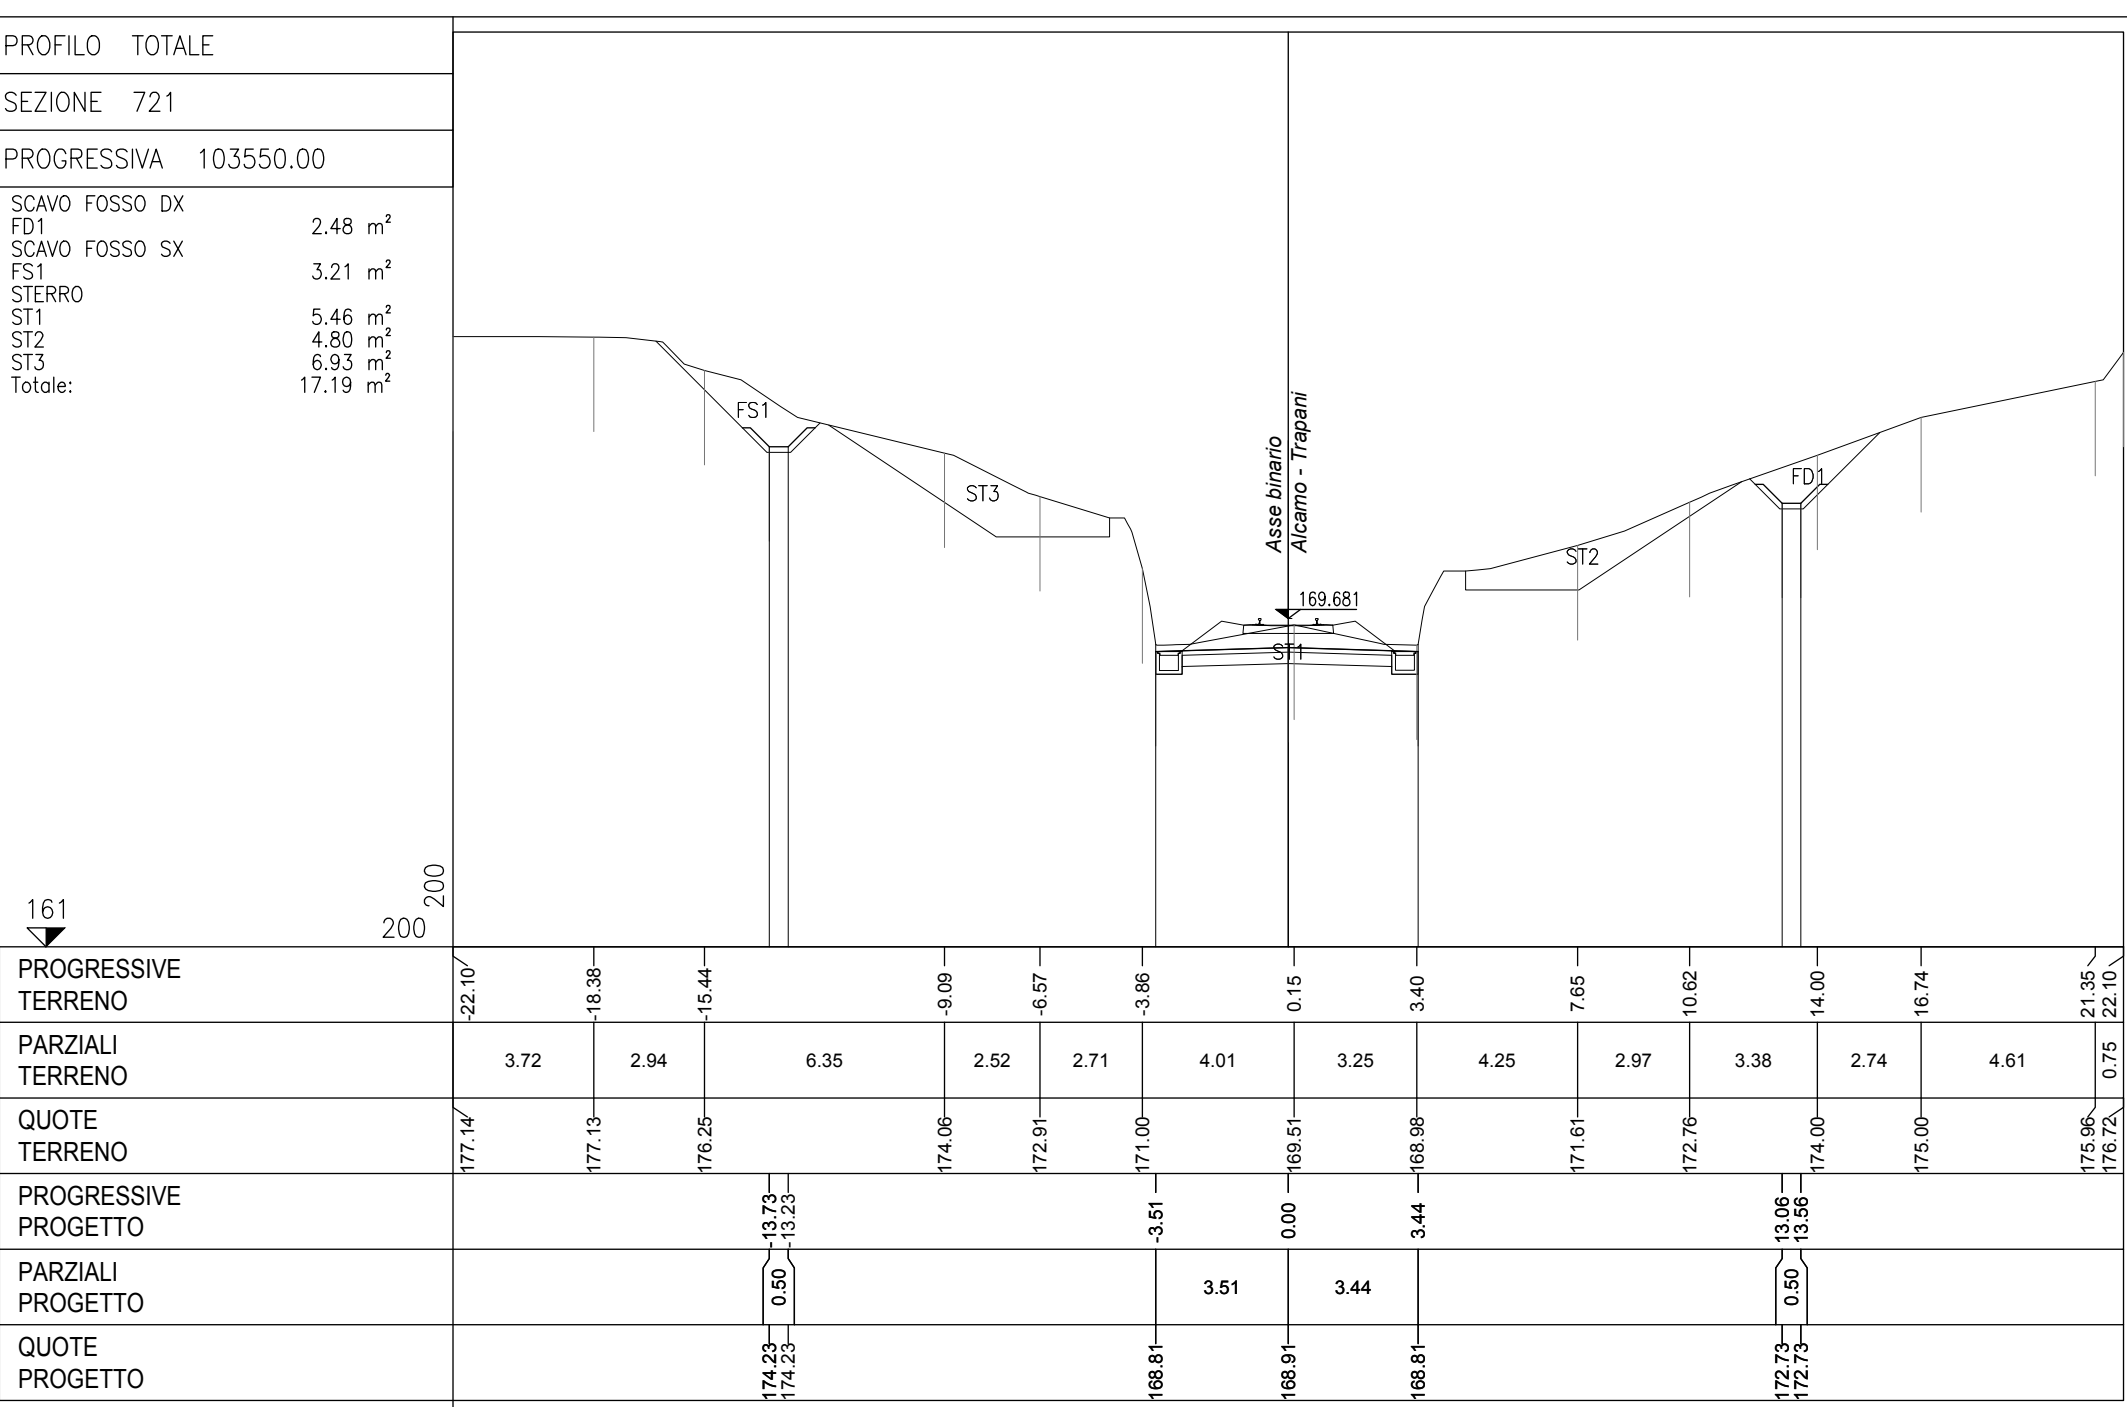 PROFILO TOTALE
SEZIONE 721
PROGRESSIVA 103550.00
SCAVO FOSSO DX
FD1 2.48 m²
SCAVO FOSSO SX
FS1 3.21 m²
STERRO
ST1 5.46 m²
ST2 4.80 m²
ST3 6.93 m²
Totale: 17.19 m²
FS1
ST3
Asse binario
Alcamo - Trapani
169.681
ST1
ST2
FD1
161
200
200
PROGRESSIVE
TERRENO
-22.10 -18.38 -15.44 -9.09 -6.57 -3.86 0.15 3.40 7.65 10.62 14.00 16.74 21.35 22.10
PARZIALI
TERRENO
3.72 2.94 6.35 2.52 2.71 4.01 3.25 4.25 2.97 3.38 2.74 4.61 0.75
QUOTE
TERRENO
177.14 177.13 176.25 174.06 172.91 171.00 169.51 168.98 171.61 172.76 174.00 175.00 175.96 176.72
PROGRESSIVE
PROGETTO
-13.73 -13.23 -3.51 0.00 3.44 13.06 13.56
PARZIALI
PROGETTO
0.50 3.51 3.44 0.50
QUOTE
PROGETTO
174.23 174.23 168.81 168.91 168.81 172.73 172.73